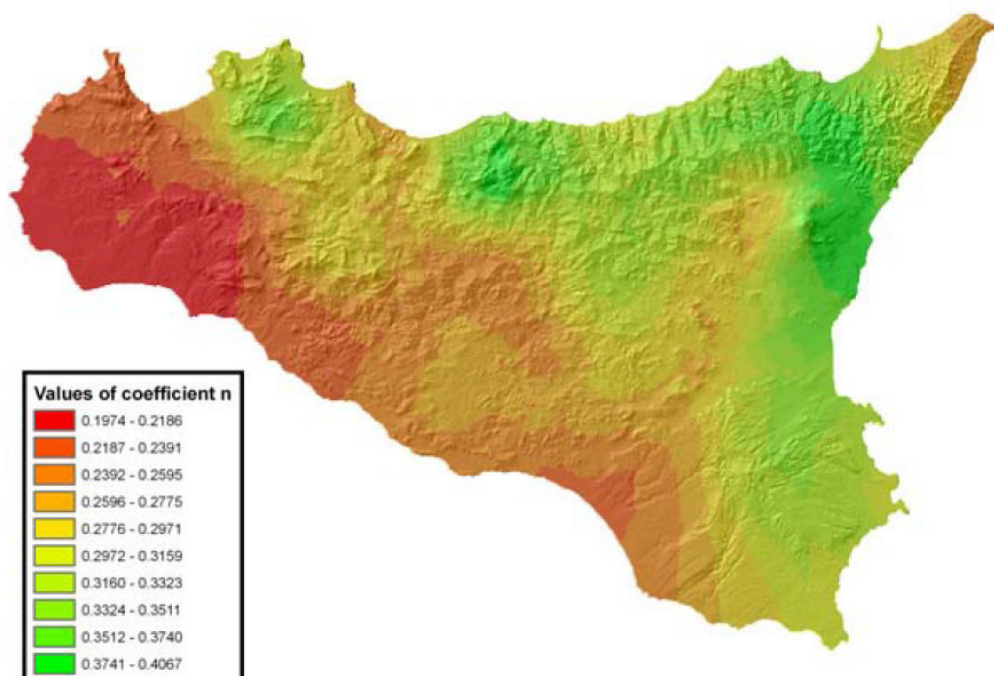 Values of coefficient n
0.1974 - 0.2186
0.2187 - 0.2391
0.2392 - 0.2595
0.2596 - 0.2775
0.2776 - 0.2971
0.2972 - 0.3159
0.3160 - 0.3323
0.3324 - 0.3511
0.3512 - 0.3740
0.3741 - 0.4067